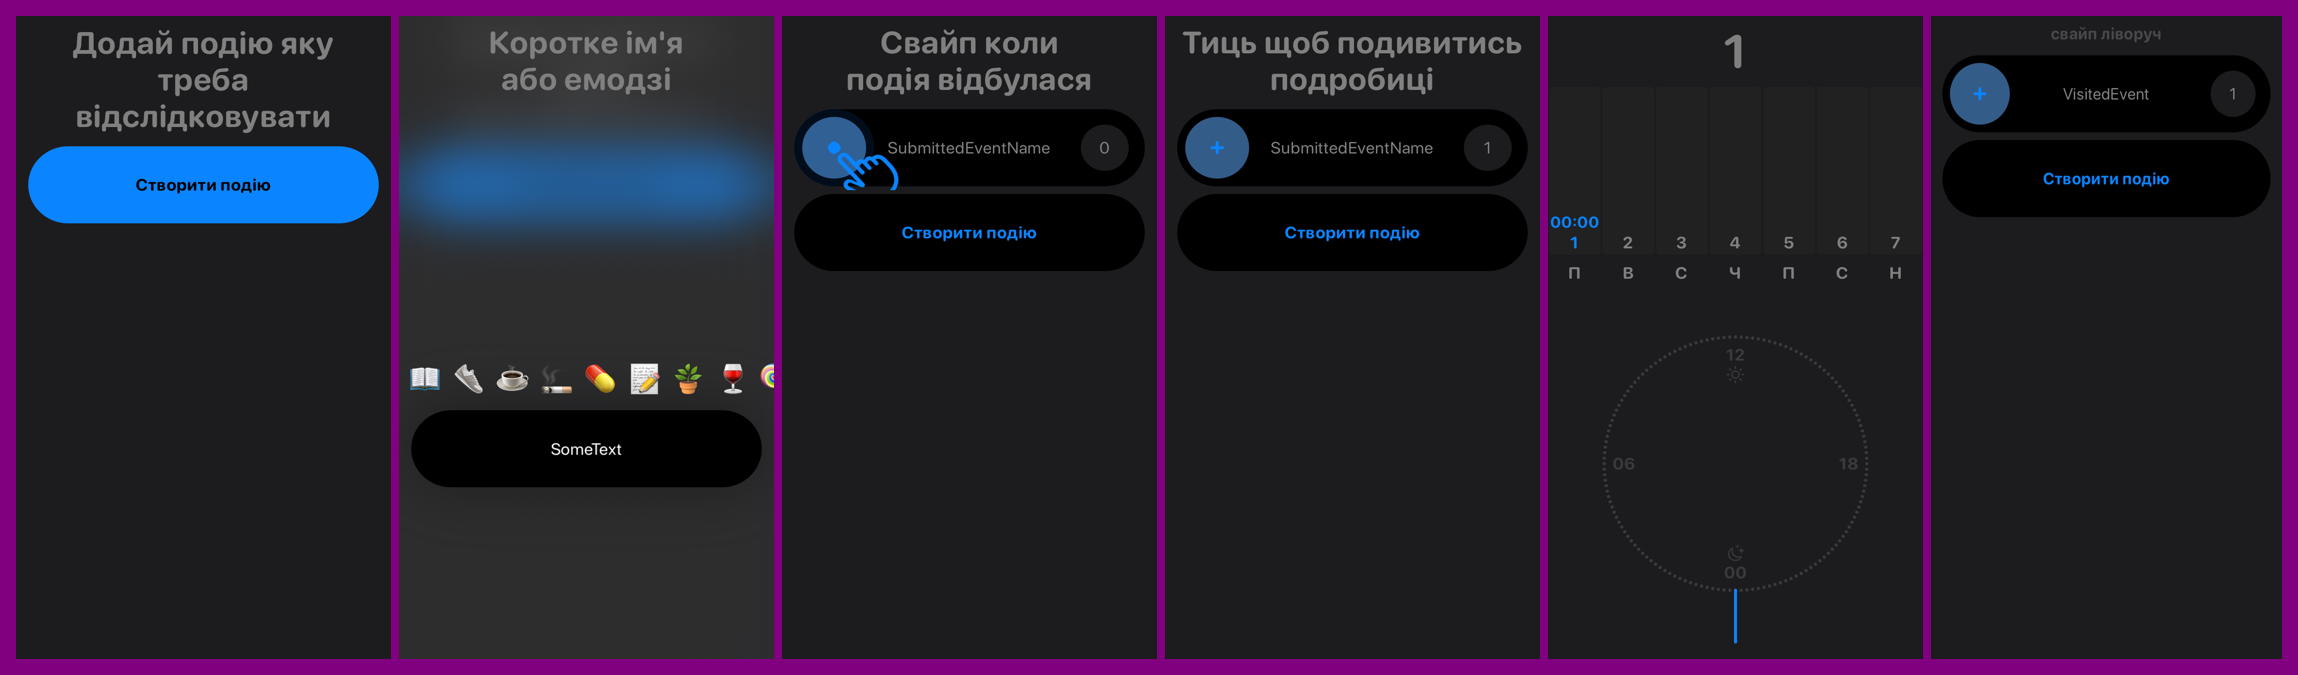 Додай подію яку
треба
відслідковувати
Створити подію
Коротке ім'я
або емодзі
SomeText
Свайп коли
подія відбулася
SubmittedEventName 0
Створити подію
Тиць щоб подивитись
подробиці
+ SubmittedEventName 1
Створити подію
1
00:00
1 2 3 4 5 6 7
П В С Ч П С Н
12
06 18
00
свайп ліворуч
+ VisitedEvent 1
Створити подію